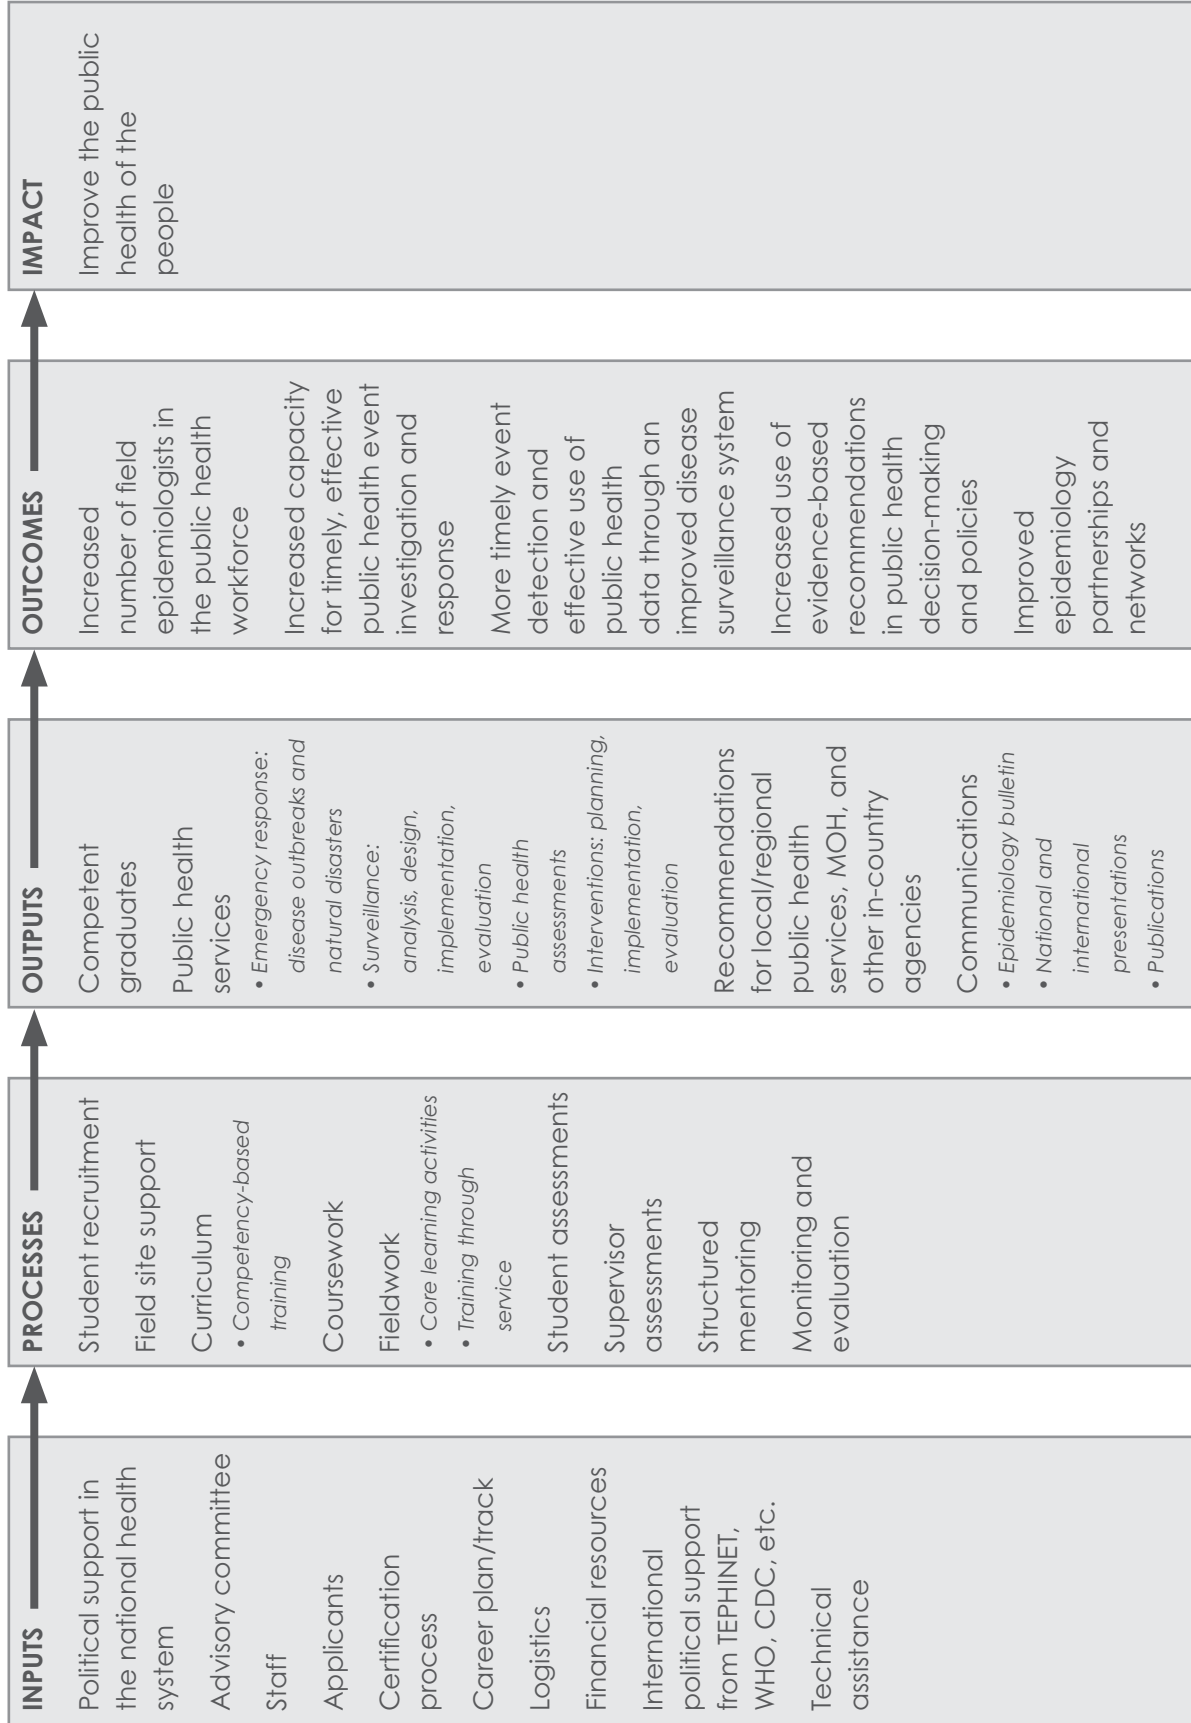 INPUTS
Political support in
the national health
system
Advisory committee
Staff
Applicants
Certification
process
Career plan/track
Logistics
Financial resources
International
political support
from TEPHINET,
WHO, CDC, etc.
Technical
assistance
PROCESSES
Student recruitment
Field site support
Curriculum
• Competency-based
training
Coursework
Fieldwork
• Core learning activities
• Training through
service
Student assessments
Supervisor
assessments
Structured
mentoring
Monitoring and
evaluation
OUTPUTS
Competent
graduates
Public health
services
• Emergency response:
disease outbreaks and
natural disasters
• Surveillance:
analysis, design,
implementation,
evaluation
• Public health
assessments
• Interventions: planning,
implementation,
evaluation
Recommendations
for local/regional
public health
services, MOH, and
other in-country
agencies
Communications
• Epidemiology bulletin
• National and
international
presentations
• Publications
OUTCOMES
Increased
number of field
epidemiologists in
the public health
workforce
Increased capacity
for timely, effective
public health event
investigation and
response
More timely event
detection and
effective use of
public health
data through an
improved disease
surveillance system
Increased use of
evidence-based
recommendations
in public health
decision-making
and policies
Improved
epidemiology
partnerships and
networks
IMPACT
Improve the public
health of the
people